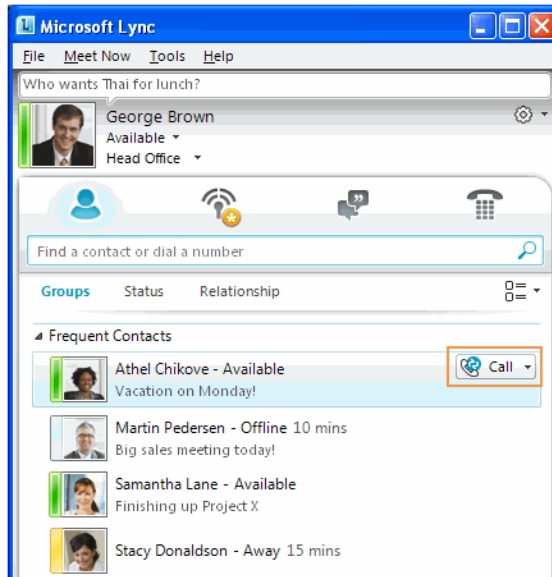 Microsoft Lync
File Meet Now Tools Help
Who wants Thai for lunch?
George Brown
Available
Head Office
Find a contact or dial a number
Groups Status Relationship
Frequent Contacts
Athel Chikove - Available
Call
Vacation on Monday!
Martin Pedersen - Offline 10 mins
Big sales meeting today!
Samantha Lane - Available
Finishing up Project X
Stacy Donaldson - Away 15 mins